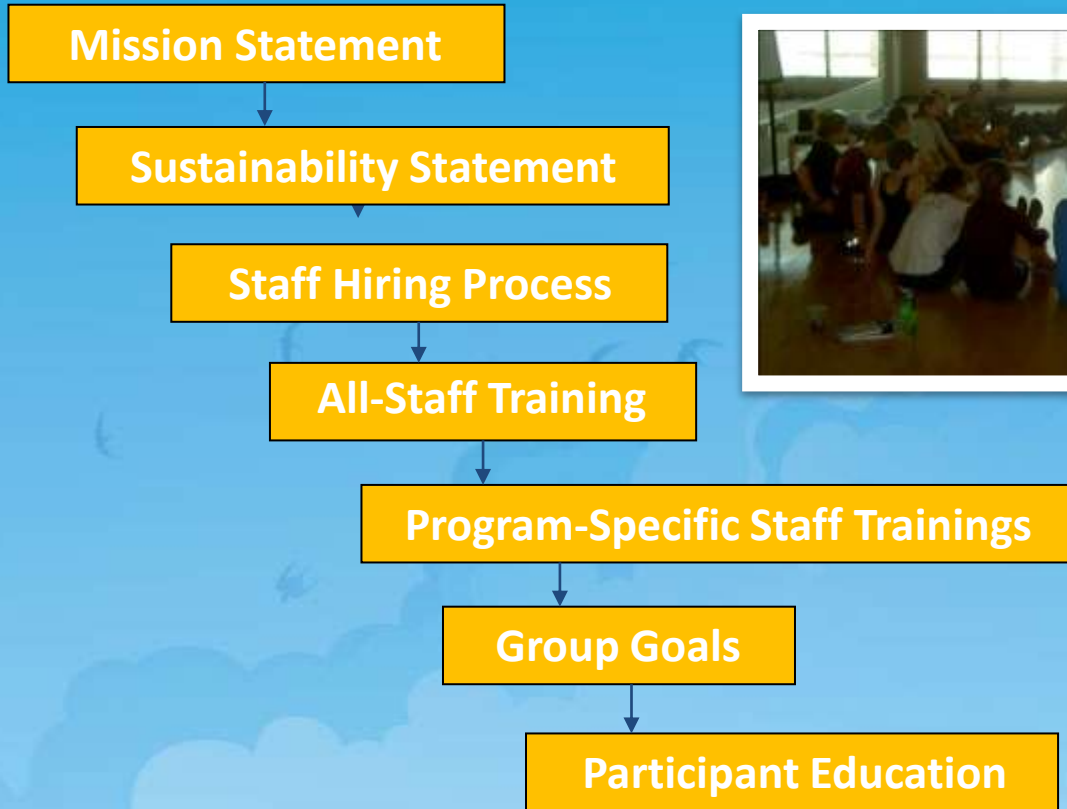 Mission Statement
Sustainability Statement
Staff Hiring Process
All-Staff Training
Program-Specific Staff Trainings
Group Goals
Participant Education